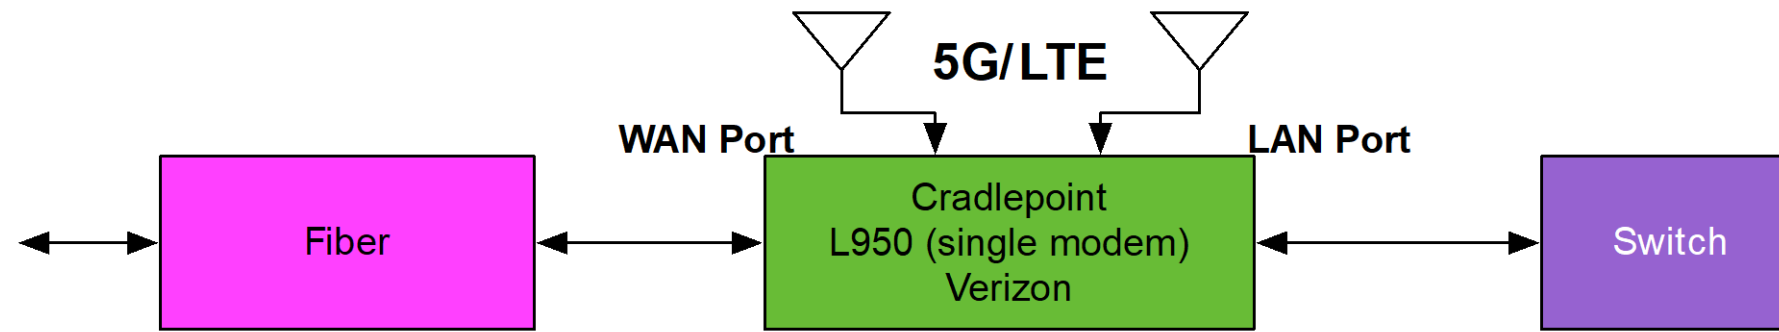 5G/LTE
WAN Port
LAN Port
Fiber
Cradlepoint
L950 (single modem)
Verizon
Switch